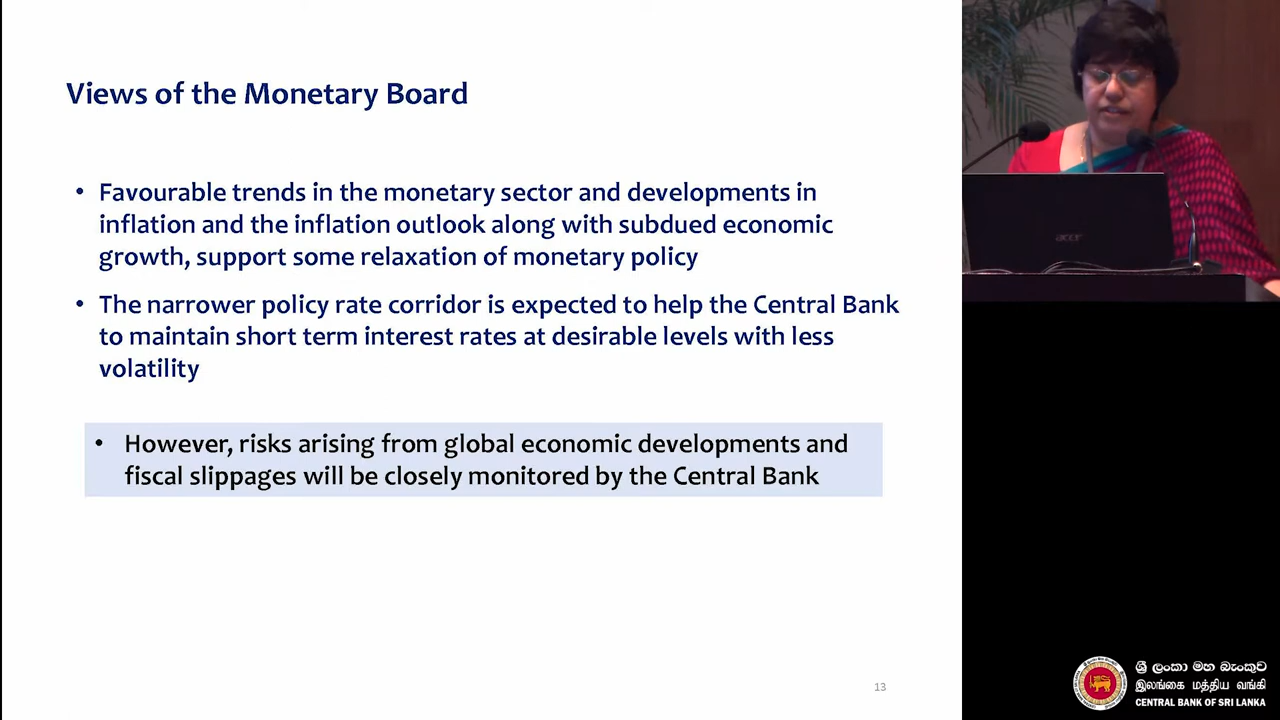 Views of the Monetary Board
• Favourable trends in the monetary sector and developments in
inflation and the inflation outlook along with subdued economic
growth, support some relaxation of monetary policy
• The narrower policy rate corridor is expected to help the Central Bank
to maintain short term interest rates at desirable levels with less
volatility
• However, risks arising from global economic developments and
fiscal slippages will be closely monitored by the Central Bank
13
acer
ශ්‍රී ලංකා මහ බැංකුව
இலங்கை மத்திய வங்கி
CENTRAL BANK OF SRI LANKA